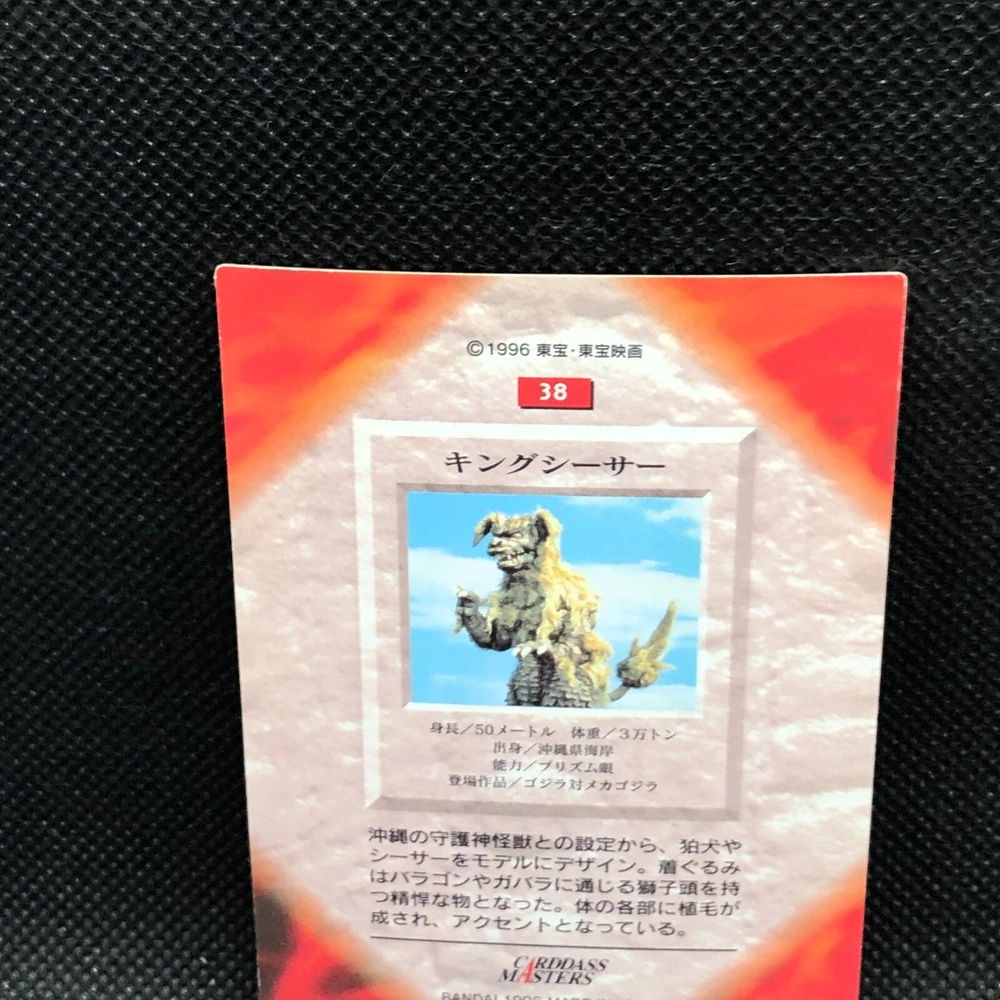 ©1996 東宝・東宝映画
38
キングシーサー
身長／50メートル　体重／3万トン
出身／沖縄県海岸
能力／プリズム眼
登場作品／ゴジラ対メカゴジラ
沖縄の守護神怪獣との設定から、狛犬や
シーサーをモデルにデザイン。着ぐるみ
はバラゴンやガバラに通じる獅子頭を持
つ精悍な物となった。体の各部に植毛が
成され、アクセントとなっている。
CARDDASS
MASTERS
BANDAI 1996 MADE